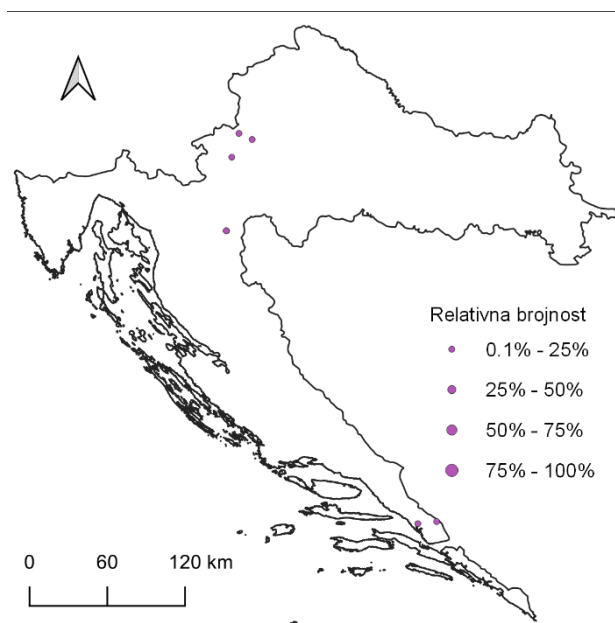 Relativna brojnost
0.1% - 25%
25% - 50%
50% - 75%
75% - 100%
0 60 120 km